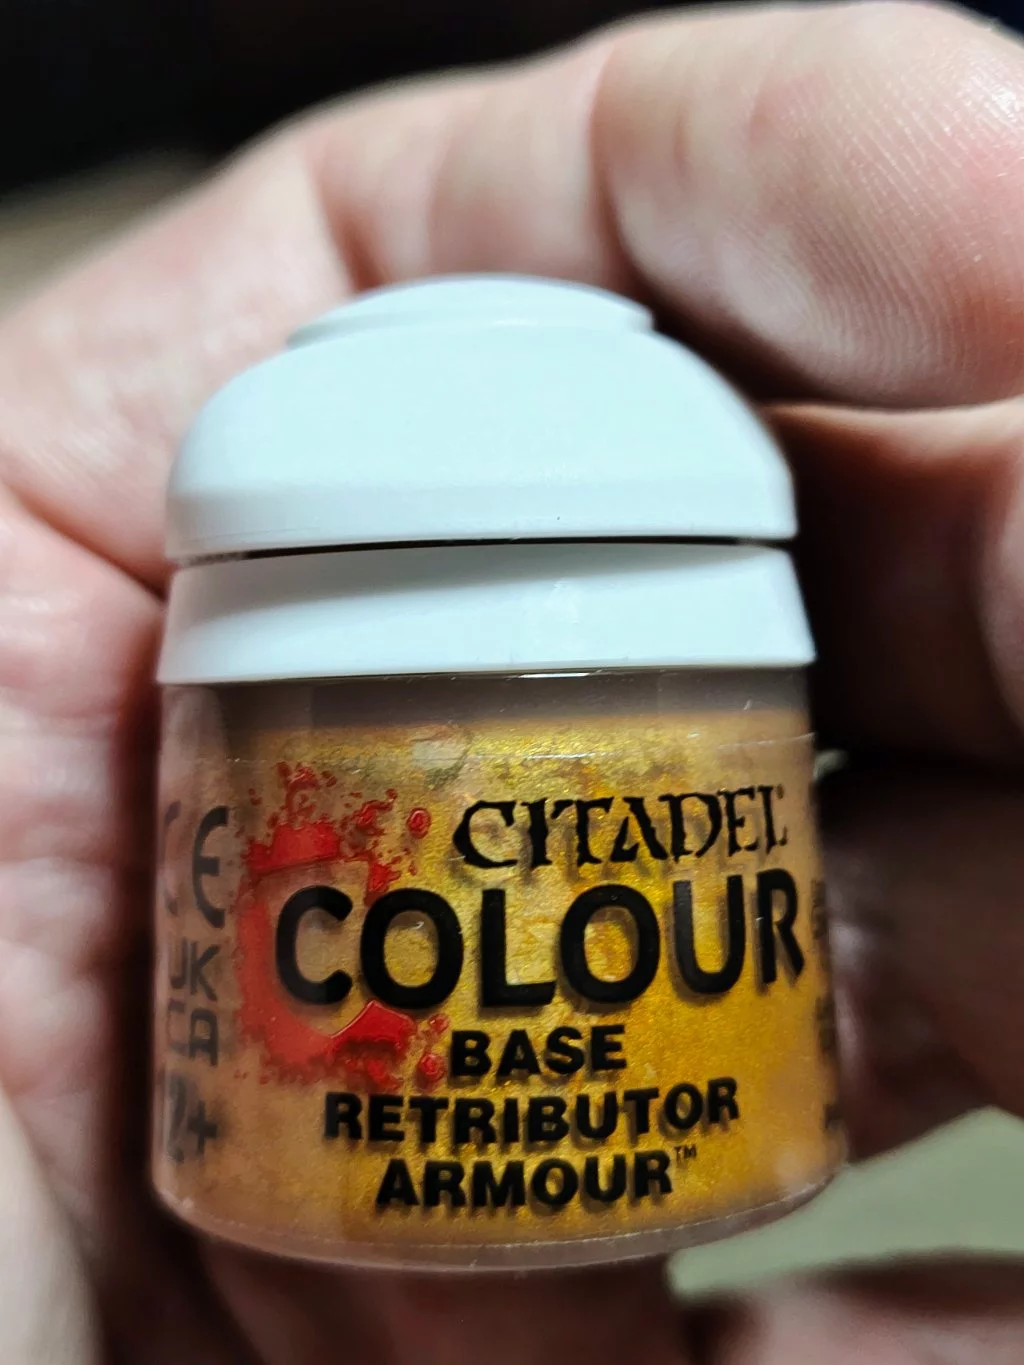 CITADEL
COLOUR
BASE
RETRIBUTOR
ARMOUR™
CE
UK
CA
12+